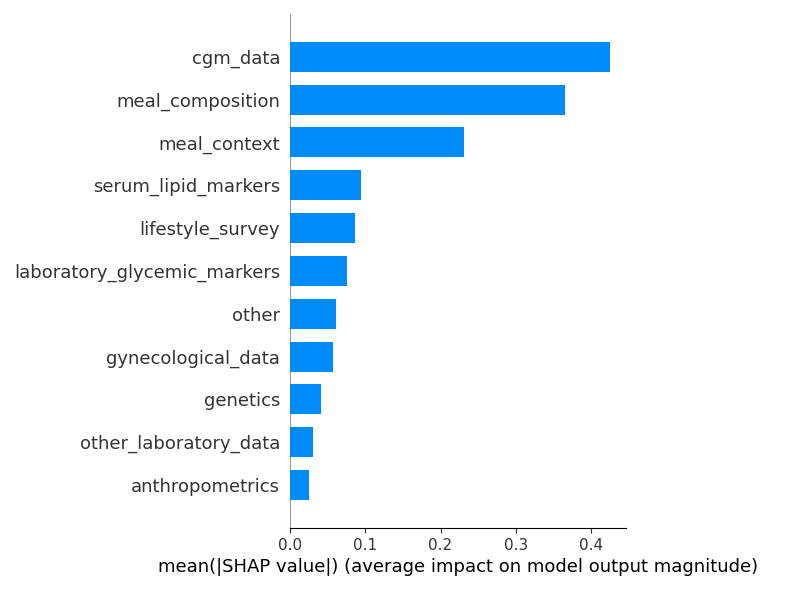 cgm_data
meal_composition
meal_context
serum_lipid_markers
lifestyle_survey
laboratory_glycemic_markers
other
gynecological_data
genetics
other_laboratory_data
anthropometrics
0.0 0.1 0.2 0.3 0.4
mean(|SHAP value|) (average impact on model output magnitude)